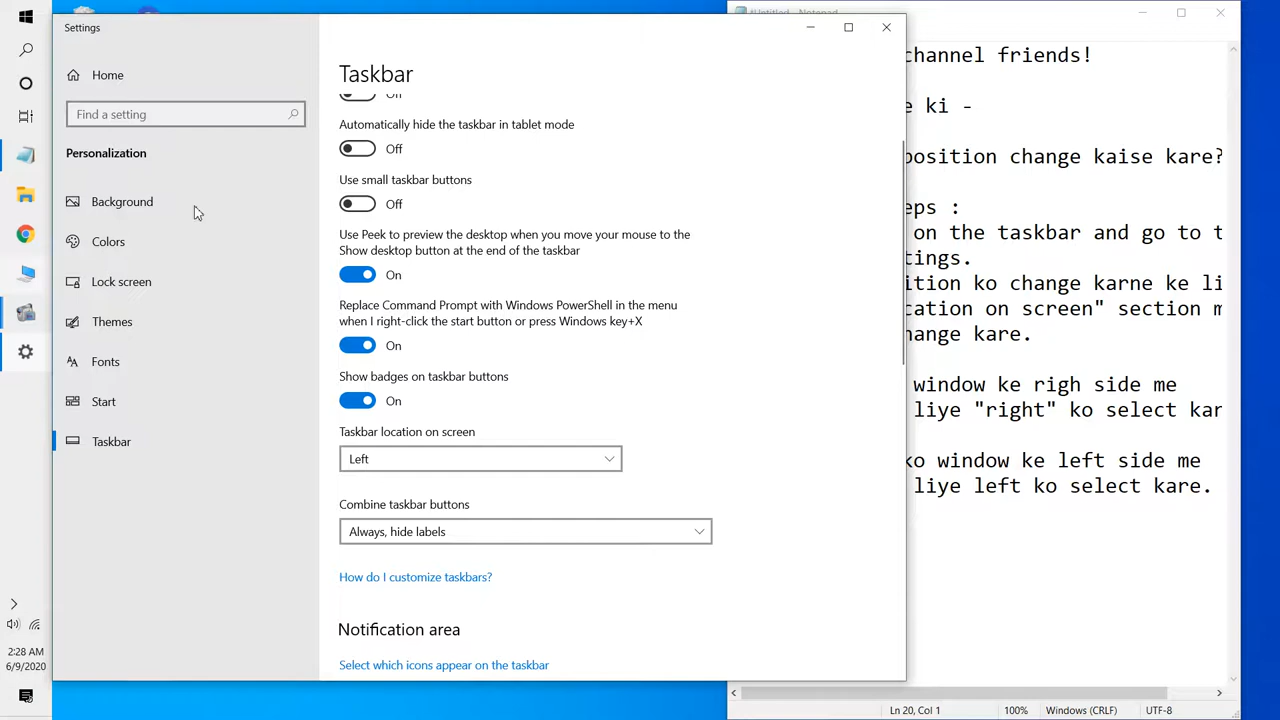 Settings
*Untitled - Notepad
Home
Find a setting
Personalization
Background
Colors
Lock screen
Themes
Fonts
Start
Taskbar
Taskbar
Off
Automatically hide the taskbar in tablet mode
Off
Use small taskbar buttons
Off
Use Peek to preview the desktop when you move your mouse to the
Show desktop button at the end of the taskbar
On
Replace Command Prompt with Windows PowerShell in the menu
when I right-click the start button or press Windows key+X
On
Show badges on taskbar buttons
On
Taskbar location on screen
Left
Combine taskbar buttons
Always, hide labels
How do I customize taskbars?
Notification area
Select which icons appear on the taskbar
channel friends!
e ki -
position change kaise kare?
eps :
on the taskbar and go to t
tings.
ition ko change karne ke li
cation on screen" section m
hange kare.
window ke righ side me
liye "right" ko select kar
ko window ke left side me
liye left ko select kare.
Ln 20, Col 1
100%
Windows (CRLF)
UTF-8
2:28 AM
6/9/2020